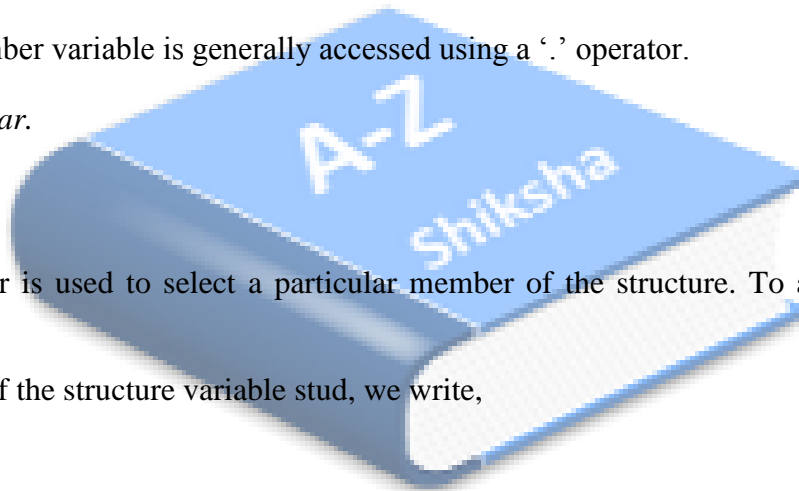 ber variable is generally accessed using a ‘.’ operator.
ar.
A-Z
Shiksha
r is used to select a particular member of the structure. To a
f the structure variable stud, we write,